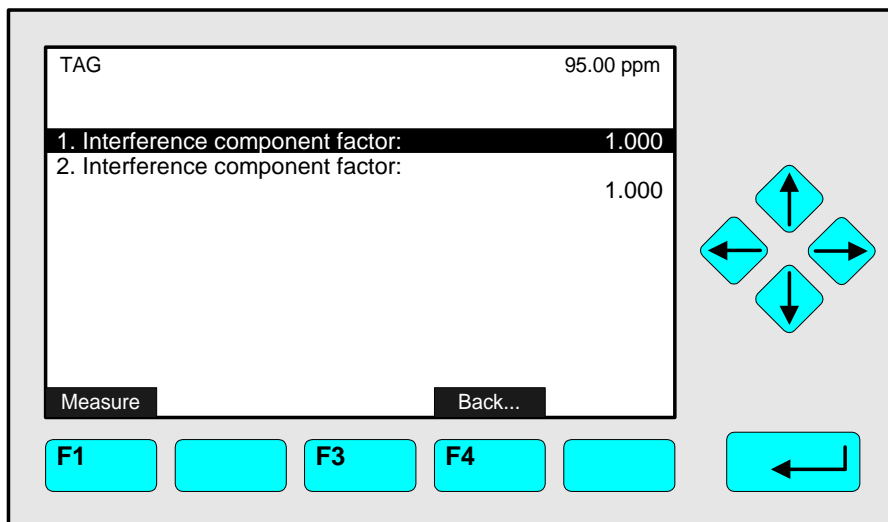 TAG 95.00 ppm
1. Interference component factor: 1.000
2. Interference component factor:
1.000
Measure Back...
F1 F3 F4